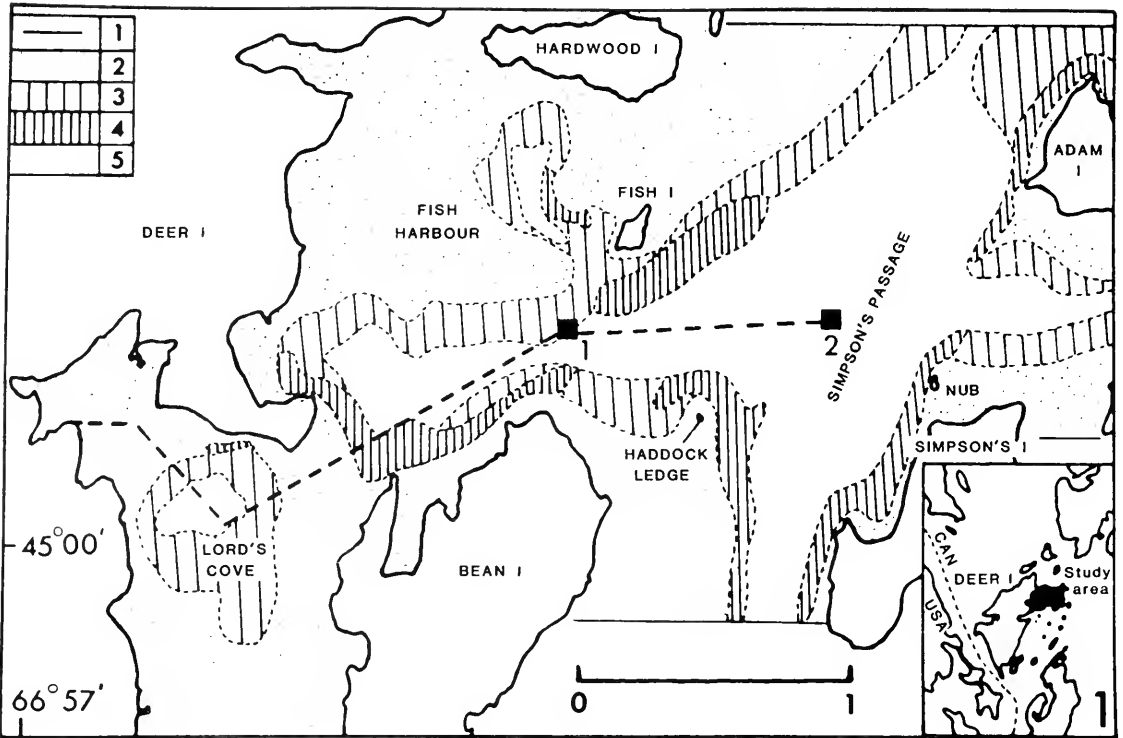 1
2
3
4
5
HARDWOOD I
ADAM
I
FISH I
DEER I
FISH
HARBOUR
SIMPSON'S PASSAGE
1
2
NUB
HADDOCK
LEDGE
SIMPSON'S I
45°00'
LORD'S
COVE
BEAN I
CAN
USA
DEER I
Study
area
66°57'
0
1
1